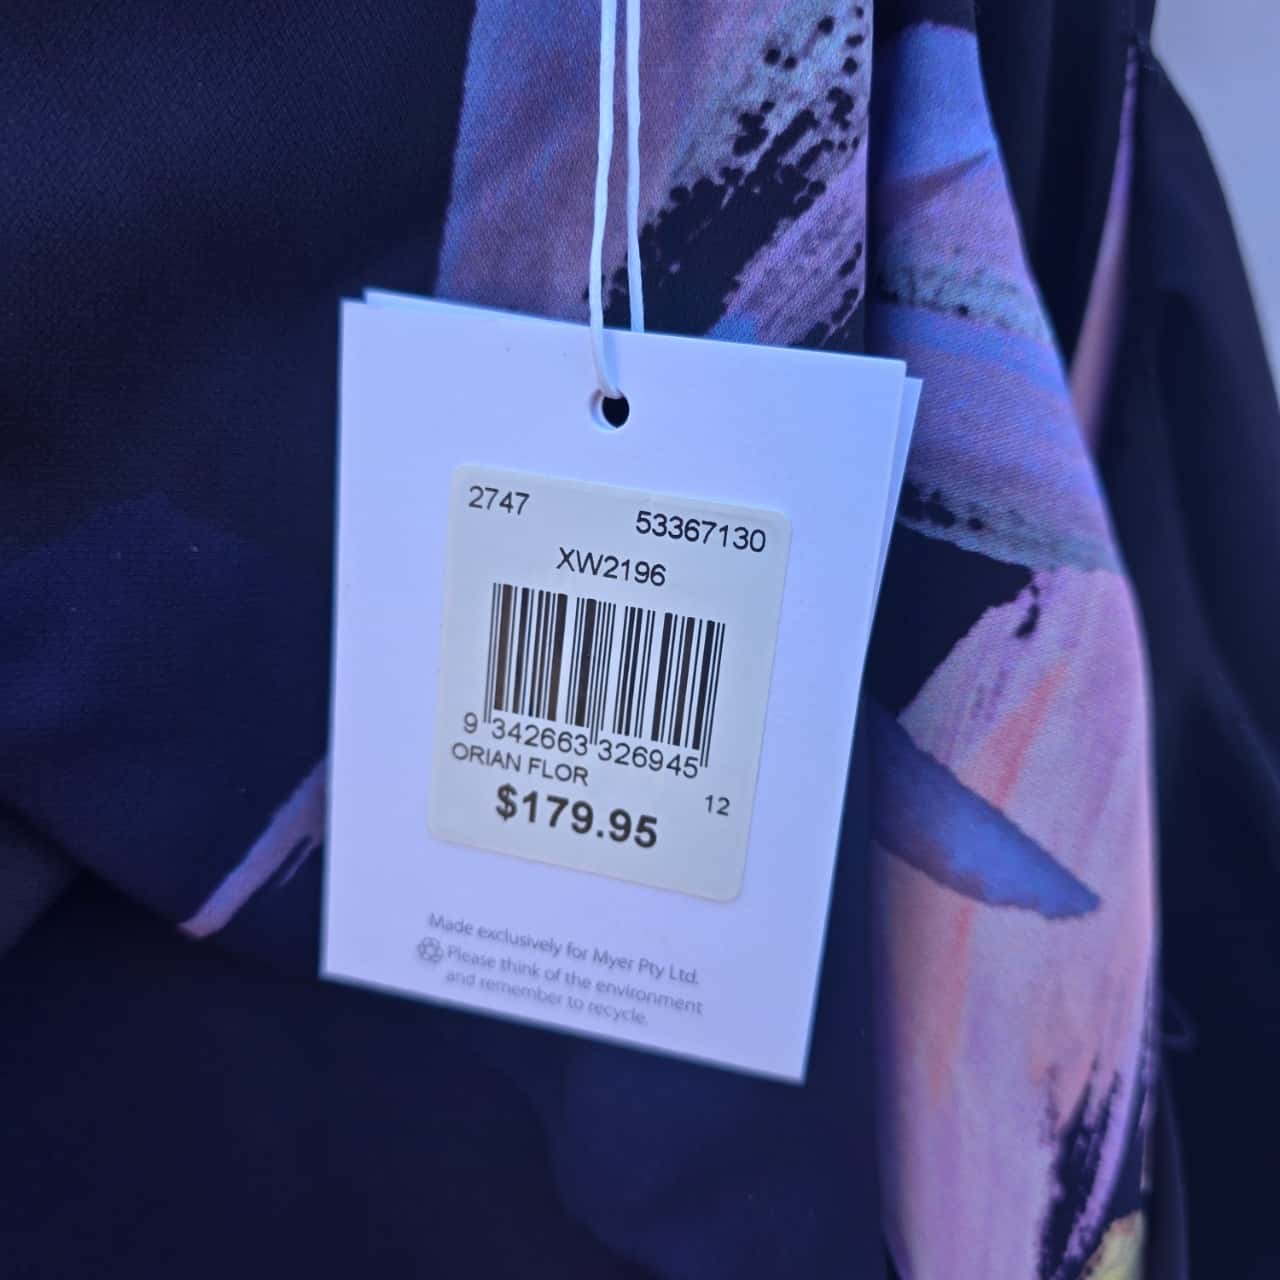 2747
53367130
XW2196
9 342663 326945
ORIAN FLOR
12
$179.95
Made exclusively for Myer Pty Ltd.
Please think of the environment
and remember to recycle.